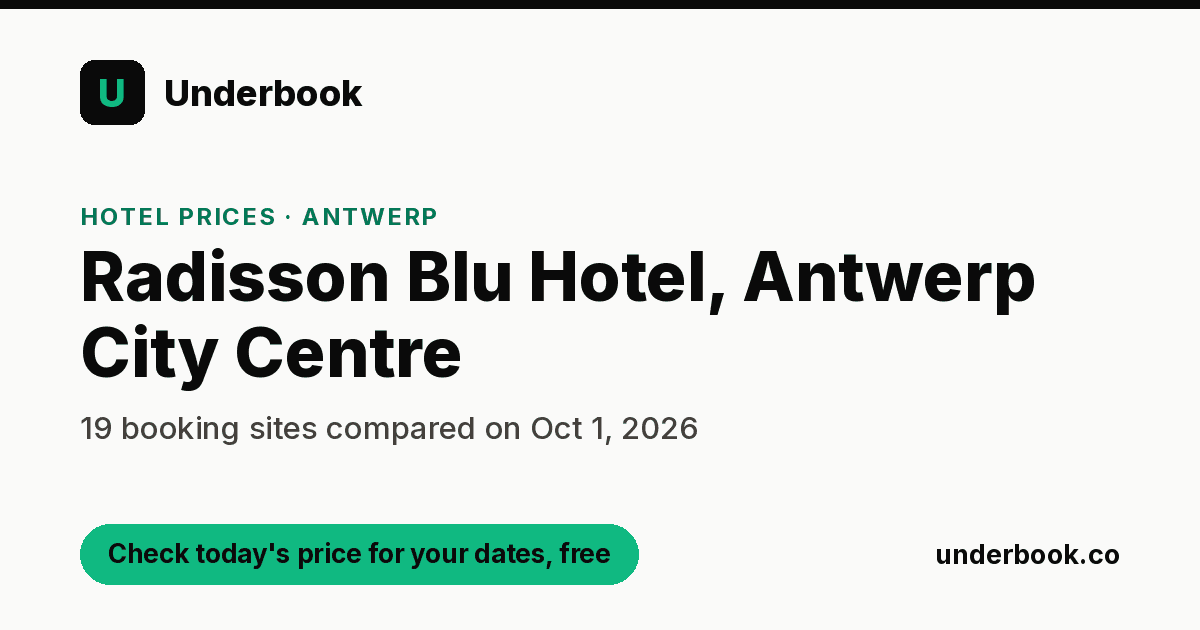 U
Underbook
HOTEL PRICES · ANTWERP
Radisson Blu Hotel, Antwerp
City Centre
19 booking sites compared on Oct 1, 2026
Check today's price for your dates, free
underbook.co